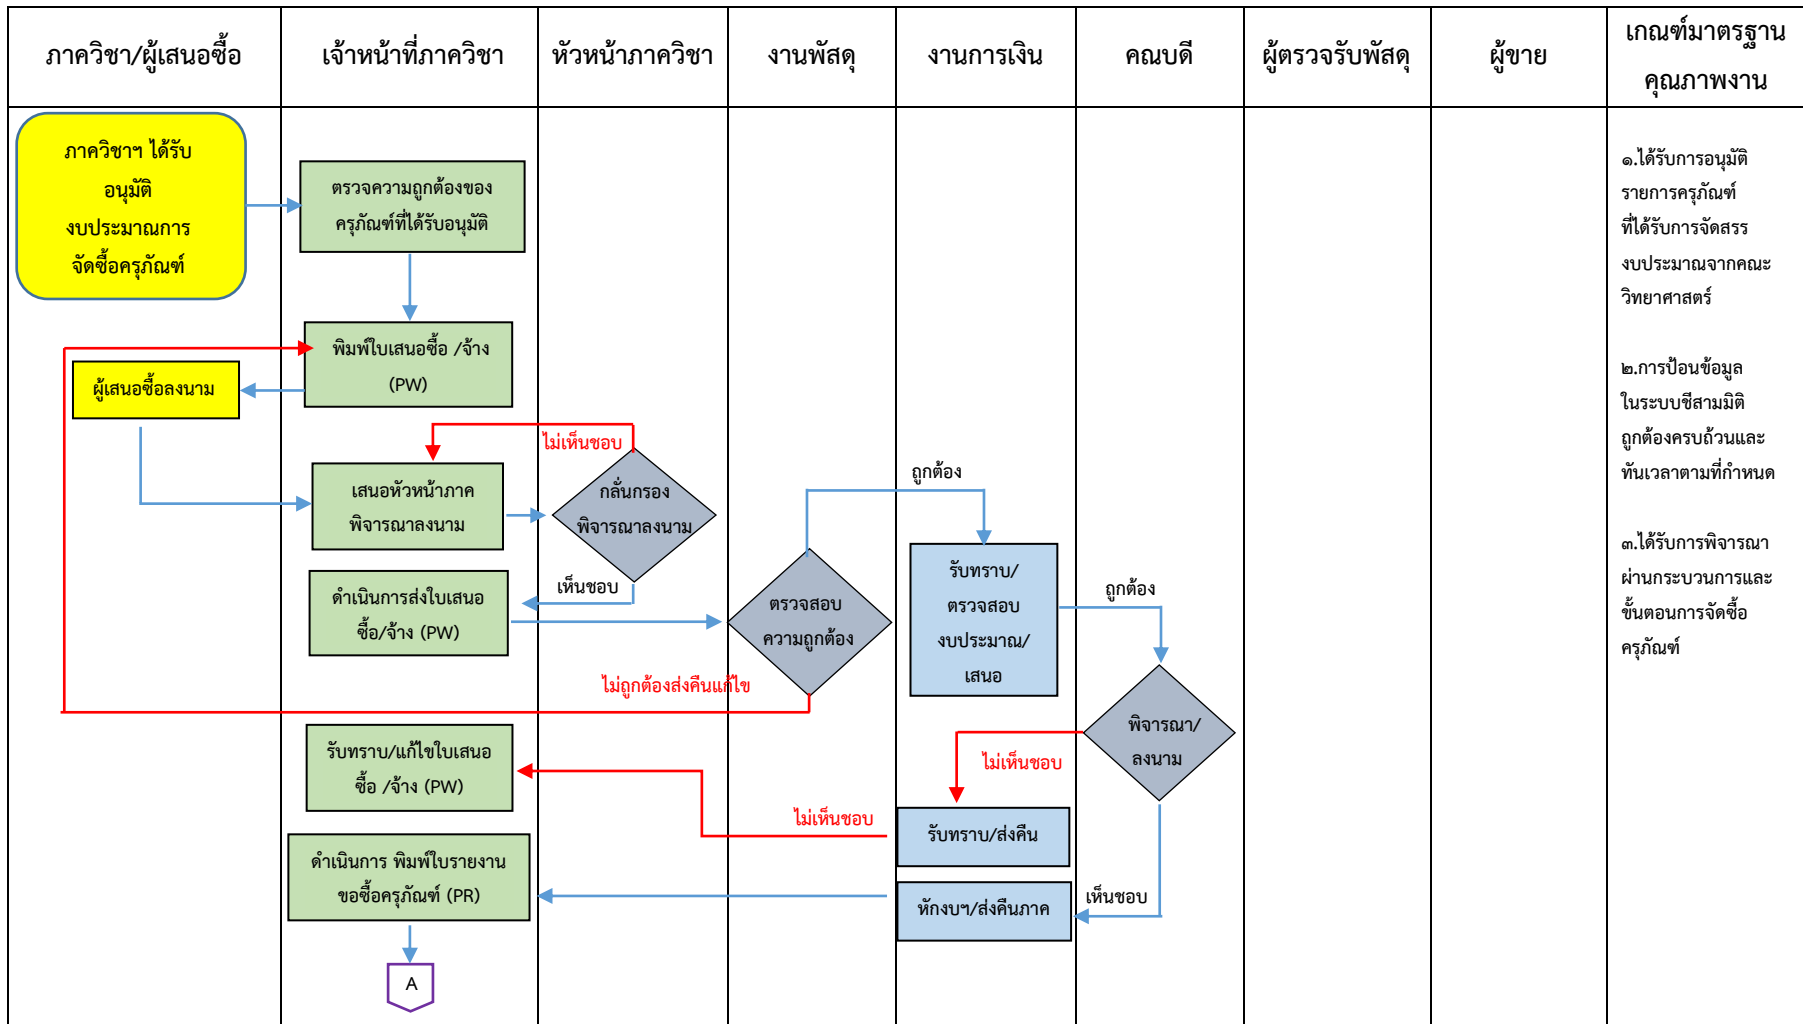 ภาควิชา/ผู้เสนอซื้อ
เจ้าหน้าที่ภาควิชา
หัวหน้าภาควิชา
งานพัสดุ
งานการเงิน
คณบดี
ผู้ตรวจรับพัสดุ
ผู้ขาย
เกณฑ์มาตรฐาน
คุณภาพงาน
ภาควิชาฯ ได้รับ
อนุมัติ
งบประมาณการ
จัดซื้อครุภัณฑ์
ตรวจความถูกต้องของ
ครุภัณฑ์ที่ได้รับอนุมัติ
พิมพ์ใบเสนอซื้อ /จ้าง
(PW)
ผู้เสนอซื้อลงนาม
ไม่เห็นชอบ
เสนอหัวหน้าภาค
พิจารณาลงนาม
กลั่นกรอง
พิจารณาลงนาม
เห็นชอบ
ดำเนินการส่งใบเสนอ
ซื้อ/จ้าง (PW)
ตรวจสอบ
ความถูกต้อง
ถูกต้อง
รับทราบ/
ตรวจสอบ
งบประมาณ/
เสนอ
ถูกต้อง
ไม่ถูกต้องส่งคืนแก้ไข
พิจารณา/
ลงนาม
ไม่เห็นชอบ
รับทราบ/แก้ไขใบเสนอ
ซื้อ /จ้าง (PW)
ไม่เห็นชอบ
รับทราบ/ส่งคืน
ดำเนินการ พิมพ์ใบรายงาน
ขอซื้อครุภัณฑ์ (PR)
หักงบฯ/ส่งคืนภาค
เห็นชอบ
A
๑.ได้รับการอนุมัติ
รายการครุภัณฑ์
ที่ได้รับการจัดสรร
งบประมาณจากคณะ
วิทยาศาสตร์
๒.การป้อนข้อมูล
ในระบบชีสามมิติ
ถูกต้องครบถ้วนและ
ทันเวลาตามที่กำหนด
๓.ได้รับการพิจารณา
ผ่านกระบวนการและ
ขั้นตอนการจัดซื้อ
ครุภัณฑ์